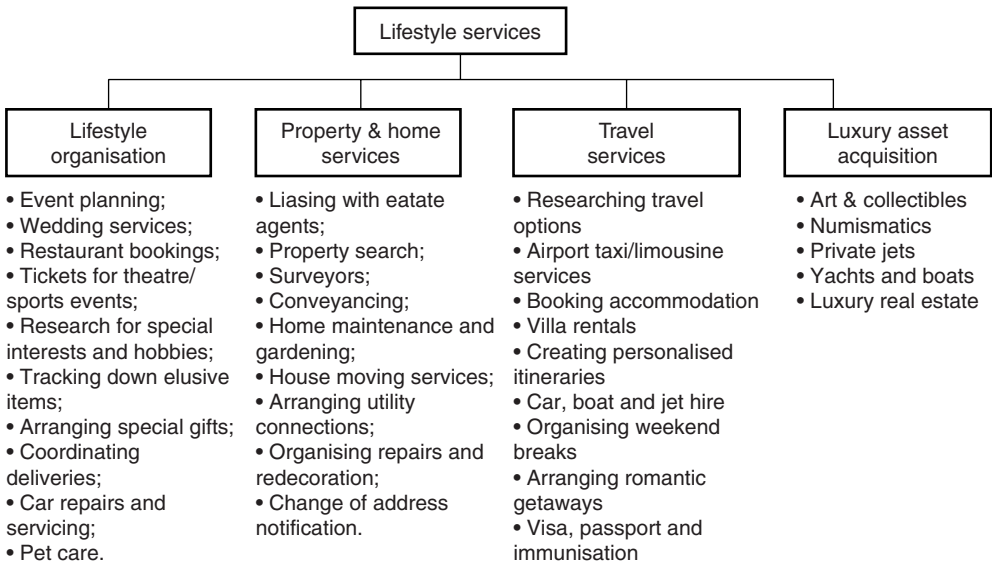 Lifestyle services
Lifestyle
organisation
• Event planning;
• Wedding services;
• Restaurant bookings;
• Tickets for theatre/
sports events;
• Research for special
interests and hobbies;
• Tracking down elusive
items;
• Arranging special gifts;
• Coordinating
deliveries;
• Car repairs and
servicing;
• Pet care.
Property & home
services
• Liasing with eatate
agents;
• Property search;
• Surveyors;
• Conveyancing;
• Home maintenance and
gardening;
• House moving services;
• Arranging utility
connections;
• Organising repairs and
redecoration;
• Change of address
notification.
Travel
services
• Researching travel
options
• Airport taxi/limousine
services
• Booking accommodation
• Villa rentals
• Creating personalised
itineraries
• Car, boat and jet hire
• Organising weekend
breaks
• Arranging romantic
getaways
• Visa, passport and
immunisation
Luxury asset
acquisition
• Art & collectibles
• Numismatics
• Private jets
• Yachts and boats
• Luxury real estate